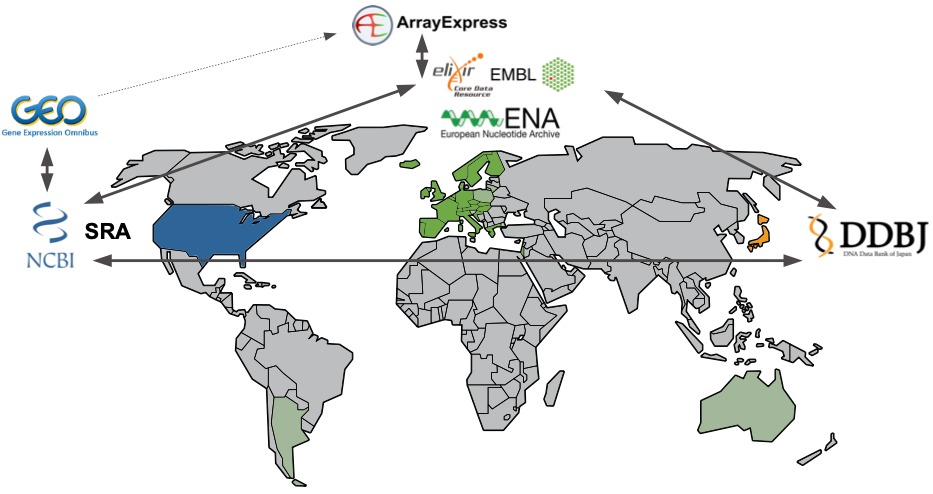 ArrayExpress
elixir
Core Data
Resource
EMBL
GEO
Gene Expression Omnibus
ENA
European Nucleotide Archive
SRA
NCBI
DDBJ
DNA Data Bank of Japan